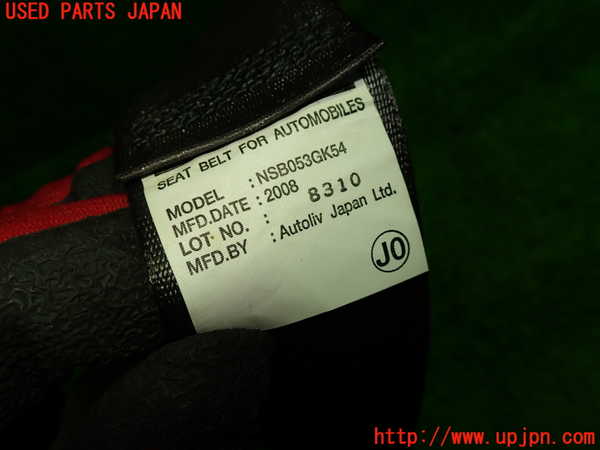 USED PARTS JAPAN
SEAT BELT FOR AUTOMOBILES
MODEL : NSB053GK54
MFD.DATE : 2008
LOT NO. : 8310
MFD.BY : Autoliv Japan Ltd.
JO
http://www.upjpn.com/